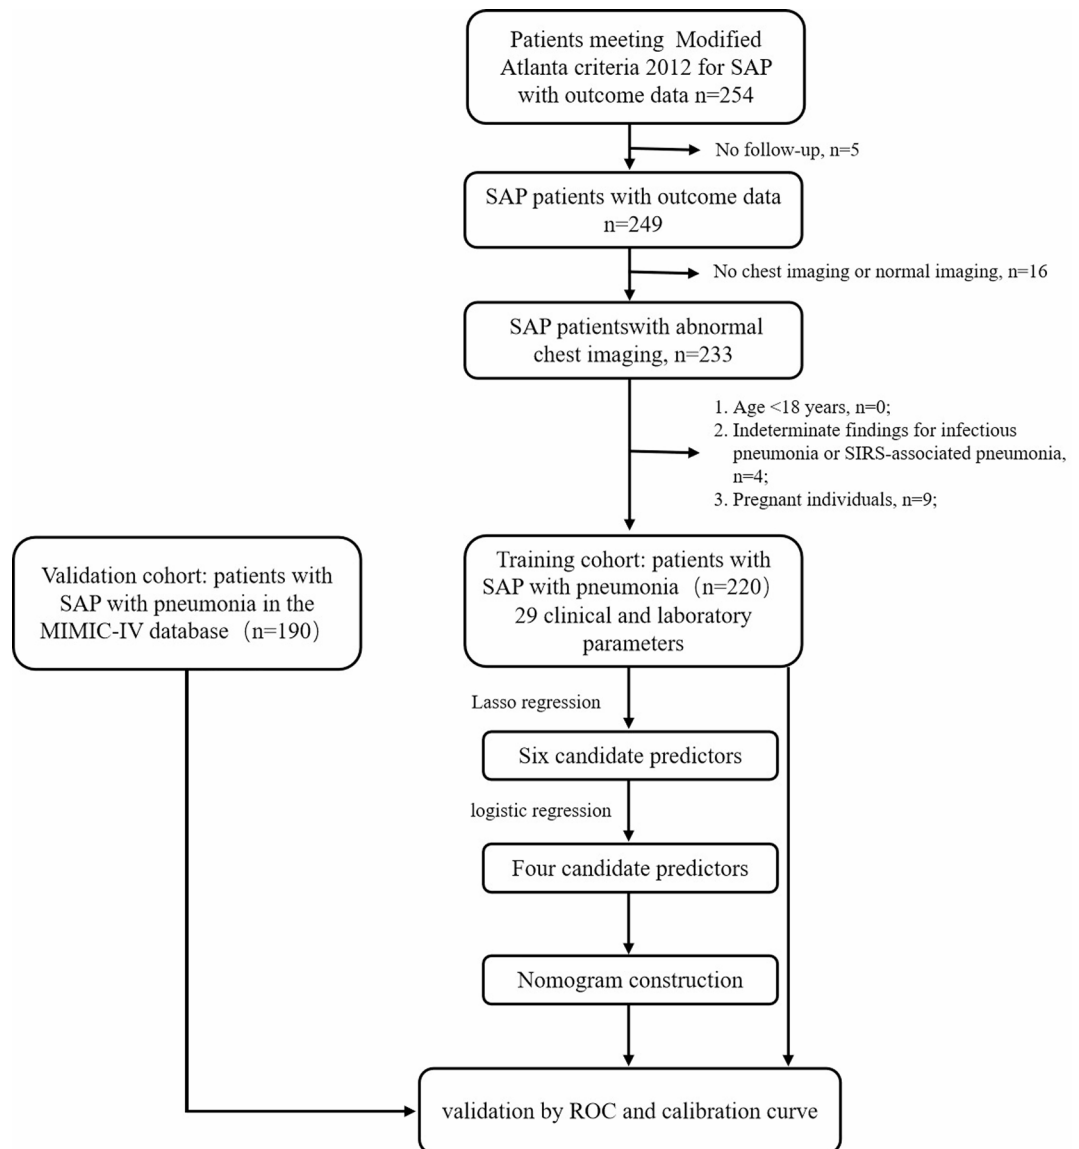 Patients meeting Modified
Atlanta criteria 2012 for SAP
with outcome data n=254
No follow-up, n=5
SAP patients with outcome data
n=249
No chest imaging or normal imaging, n=16
SAP patientswith abnormal
chest imaging, n=233
1. Age <18 years, n=0;
2. Indeterminate findings for infectious
pneumonia or SIRS-associated pneumonia,
n=4;
3. Pregnant individuals, n=9;
Validation cohort: patients with
SAP with pneumonia in the
MIMIC-IV database（n=190）
Training cohort: patients with
SAP with pneumonia（n=220）
29 clinical and laboratory
parameters
Lasso regression
Six candidate predictors
logistic regression
Four candidate predictors
Nomogram construction
validation by ROC and calibration curve